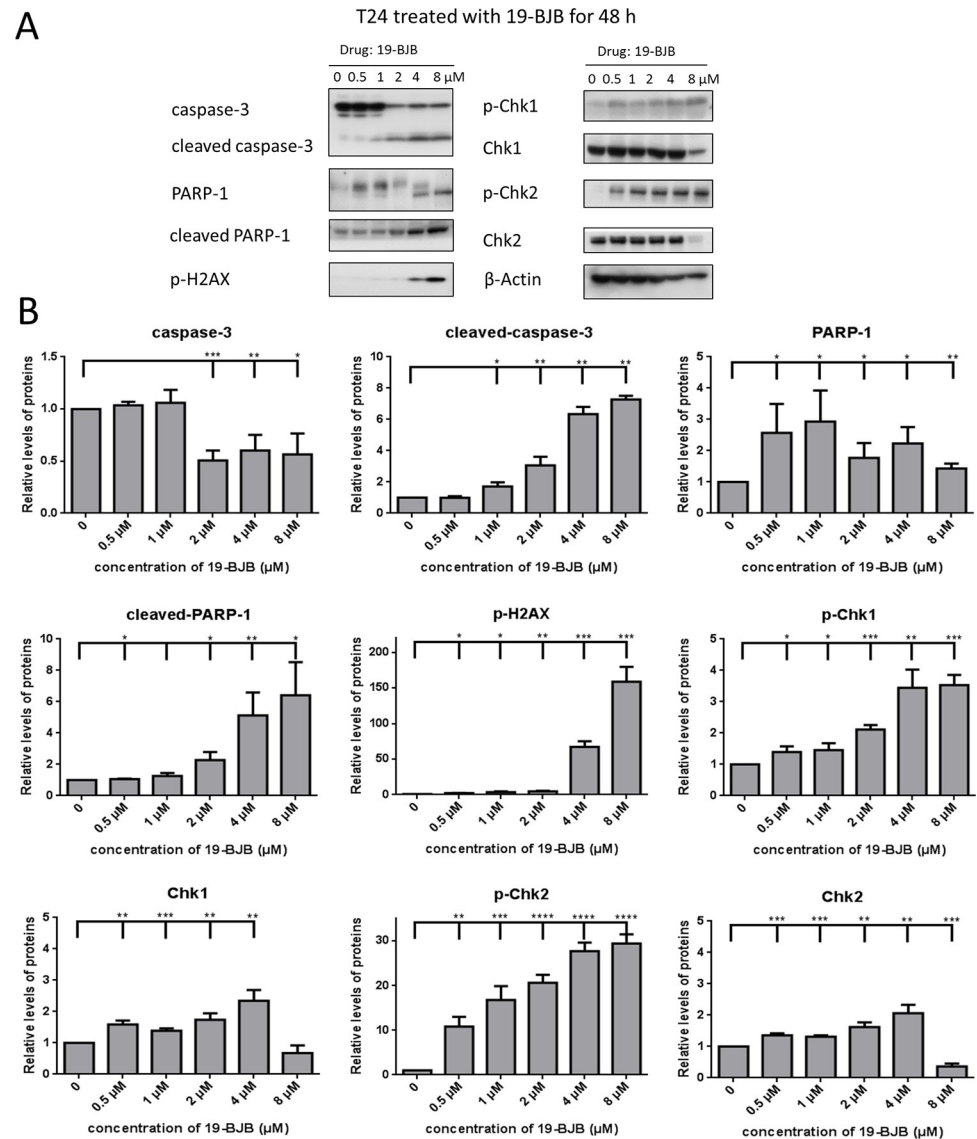 A
T24 treated with 19-BJB for 48 h
Drug: 19-BJB
0 0.5 1 2 4 8 μM
caspase-3
cleaved caspase-3
PARP-1
cleaved PARP-1
p-H2AX
Drug: 19-BJB
0 0.5 1 2 4 8 μM
p-Chk1
Chk1
p-Chk2
Chk2
β-Actin
B
caspase-3
Relative levels of proteins
1.5
1.0
0.5
0.0
*** ** *
0 0.5 μM 1 μM 2 μM 4 μM 8 μM
concentration of 19-BJB (μM)
cleaved-caspase-3
Relative levels of proteins
10
8
6
4
2
0
* ** ** **
0 0.5 μM 1 μM 2 μM 4 μM 8 μM
concentration of 19-BJB (μM)
PARP-1
Relative levels of proteins
5
4
3
2
1
0
* * * * **
0 0.5 μM 1 μM 2 μM 4 μM 8 μM
concentration of 19-BJB (μM)
cleaved-PARP-1
Relative levels of proteins
10
8
6
4
2
0
* * ** *
0 0.5 μM 1 μM 2 μM 4 μM 8 μM
concentration of 19-BJB (μM)
p-H2AX
Relative levels of proteins
200
150
100
50
0
* * ** *** ***
0 0.5 μM 1 μM 2 μM 4 μM 8 μM
concentration of 19-BJB (μM)
p-Chk1
Relative levels of proteins
5
4
3
2
1
0
* * *** ** ***
0 0.5 μM 1 μM 2 μM 4 μM 8 μM
concentration of 19-BJB (μM)
Chk1
Relative levels of proteins
5
4
3
2
1
0
** *** ** **
0 0.5 μM 1 μM 2 μM 4 μM 8 μM
concentration of 19-BJB (μM)
p-Chk2
Relative levels of proteins
30
20
10
0
** *** **** **** ****
0 0.5 μM 1 μM 2 μM 4 μM 8 μM
concentration of 19-BJB (μM)
Chk2
Relative levels of proteins
5
4
3
2
1
0
*** *** ** ** ***
0 0.5 μM 1 μM 2 μM 4 μM 8 μM
concentration of 19-BJB (μM)